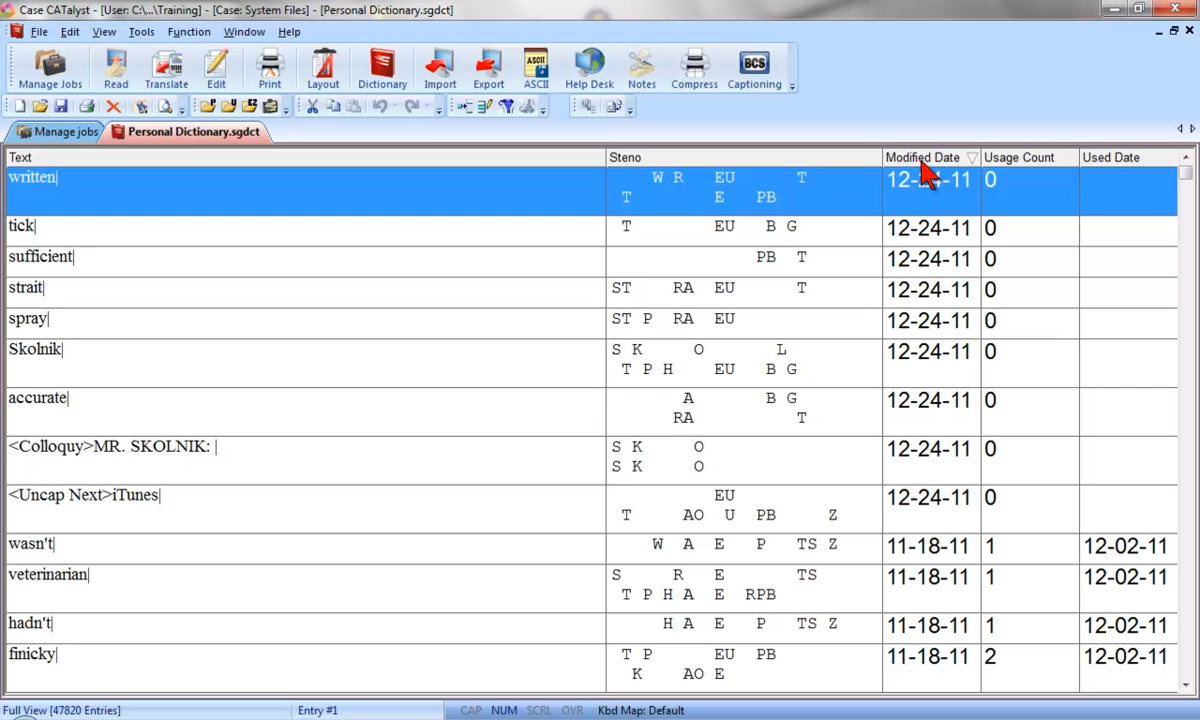 Case CATalyst - [User: C:\...\Training] - [Case: System Files] - [Personal Dictionary.sgdct]
File Edit View Tools Function Window Help
Manage Jobs Read Translate Edit Print Layout Dictionary Import Export ASCII Help Desk Notes Compress Captioning
Manage jobs Personal Dictionary.sgdct
Text Steno Modified Date Usage Count Used Date
written| W R EU T 12-24-11 0
T E PB
tick| T EU B G 12-24-11 0
sufficient| PB T 12-24-11 0
strait| ST RA EU T 12-24-11 0
spray| ST P RA EU 12-24-11 0
Skolnik| S K O L 12-24-11 0
T P H EU B G
accurate| A B G 12-24-11 0
RA T
<Colloquy>MR. SKOLNIK: | S K O 12-24-11 0
S K O
<Uncap Next>iTunes| EU 12-24-11 0
T AO U PB Z
wasn't| W A E P TS Z 11-18-11 1 12-02-11
veterinarian| S R E TS 11-18-11 1 12-02-11
T P H A E RPB
hadn't| H A E P TS Z 11-18-11 1 12-02-11
finicky| T P EU PB 11-18-11 2 12-02-11
K AO E
Full View [47820 Entries] Entry #1 CAP NUM SCRL OVR Kbd Map: Default